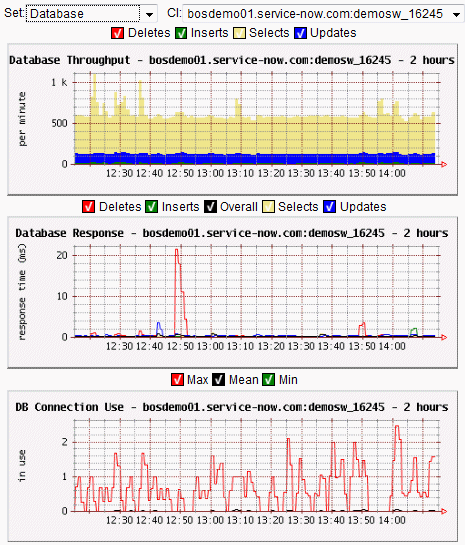 Set: Database CI: bosdemo01.service-now.com:demosw_16245
Deletes Inserts Selects Updates
Database Throughput - bosdemo01.service-now.com:demosw_16245 - 2 hours
per minute
1 k
500
0
12:30 12:40 12:50 13:00 13:10 13:20 13:30 13:40 13:50 14:00
Deletes Inserts Overall Selects Updates
Database Response - bosdemo01.service-now.com:demosw_16245 - 2 hours
response time (ms)
20
10
0
12:30 12:40 12:50 13:00 13:10 13:20 13:30 13:40 13:50 14:00
Max Mean Min
DB Connection Use - bosdemo01.service-now.com:demosw_16245 - 2 hours
in use
2
1
0
12:30 12:40 12:50 13:00 13:10 13:20 13:30 13:40 13:50 14:00